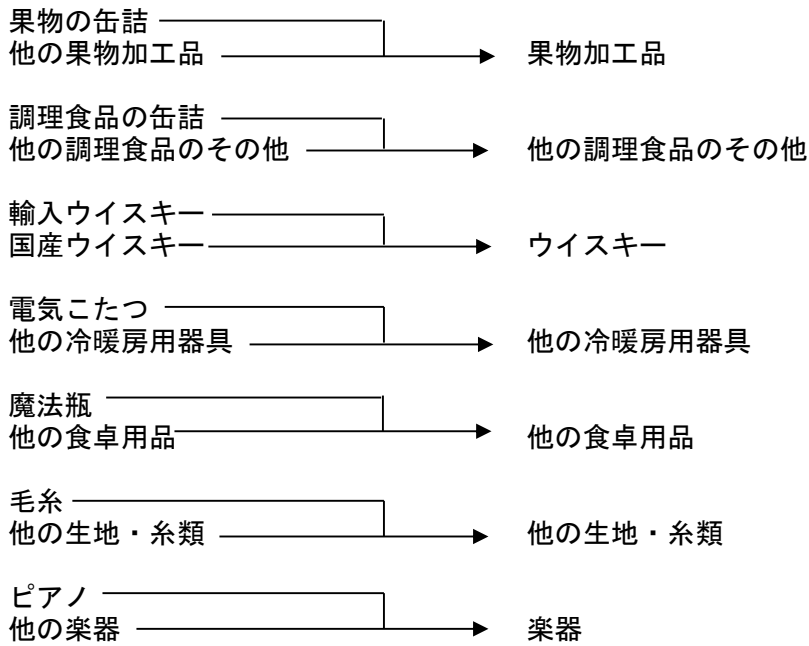 果物の缶詰
他の果物加工品 果物加工品
調理食品の缶詰
他の調理食品のその他 他の調理食品のその他
輸入ウイスキー
国産ウイスキー ウイスキー
電気こたつ
他の冷暖房用器具 他の冷暖房用器具
魔法瓶
他の食卓用品 他の食卓用品
毛糸
他の生地・糸類 他の生地・糸類
ピアノ
他の楽器 楽器